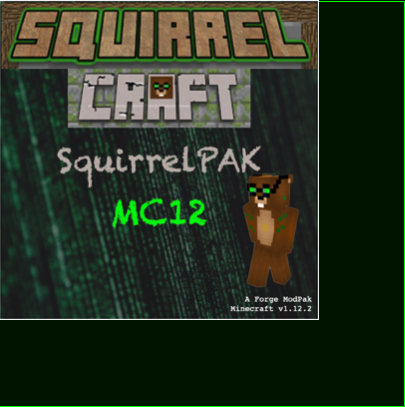 SQUIRREL
CRAFT
SquirrelPAK
MC12
A Forge ModPak
Minecraft v1.12.2